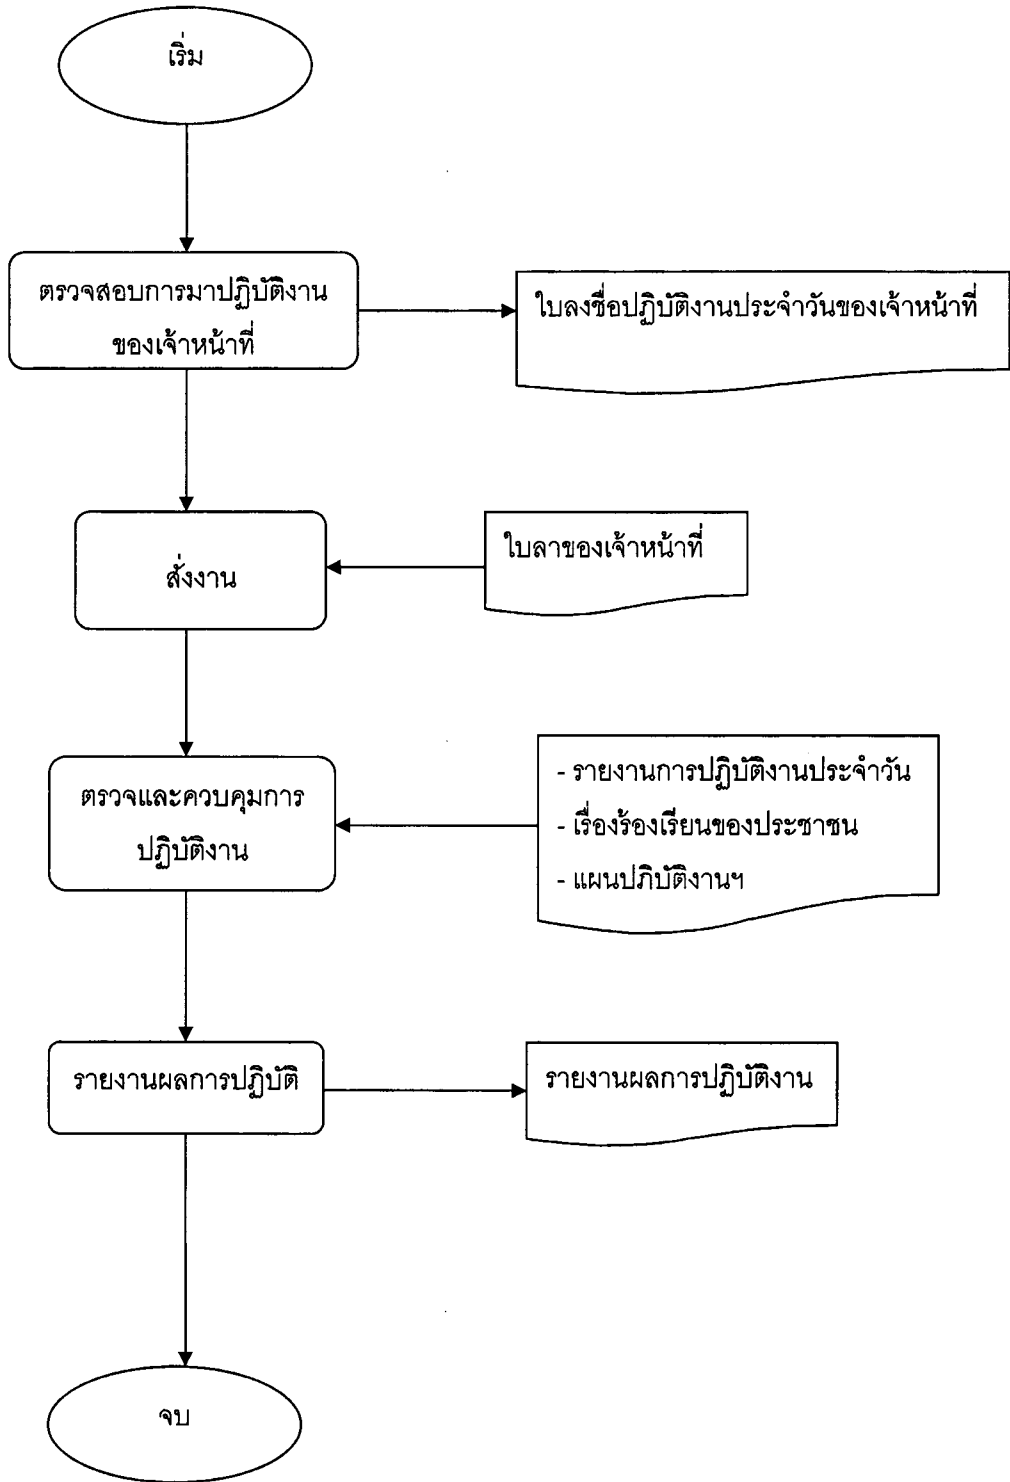 เริ่ม
ตรวจสอบการมาปฏิบัติงาน
ของเจ้าหน้าที่
ใบลงชื่อปฏิบัติงานประจำวันของเจ้าหน้าที่
สั่งงาน
ใบลาของเจ้าหน้าที่
ตรวจและควบคุมการ
ปฏิบัติงาน
- รายงานการปฏิบัติงานประจำวัน
- เรื่องร้องเรียนของประชาชน
- แผนปภิบัติงานฯ
รายงานผลการปฏิบัติ
รายงานผลการปฏิบัติงาน
จบ